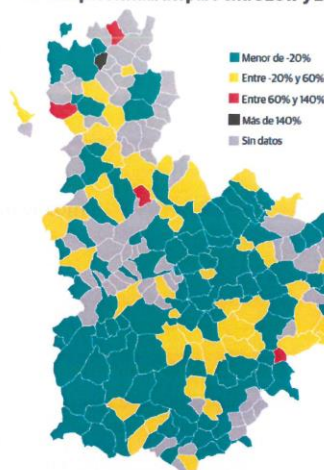 Menor de -20%
Entre -20% y 60%
Entre 60% y 140%
Más de 140%
Sin datos